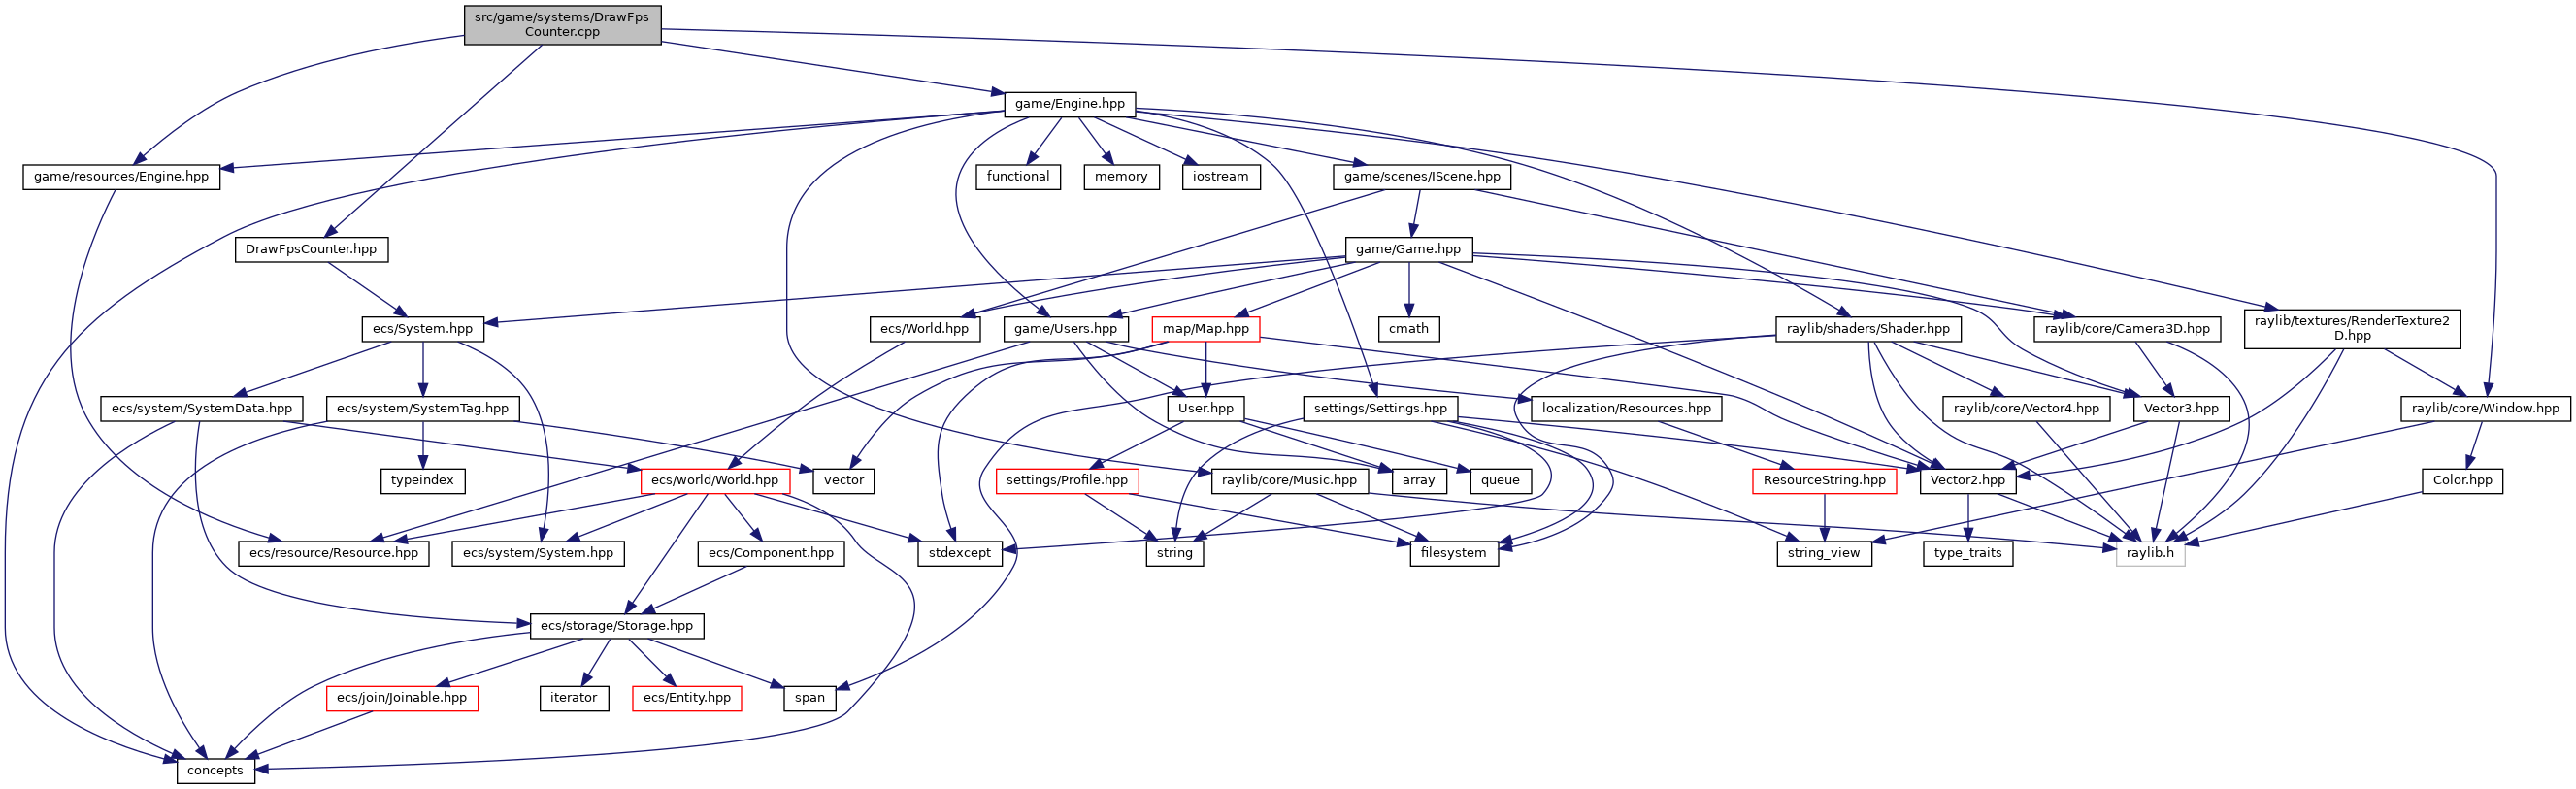 src/game/systems/DrawFps
Counter.cpp
game/Engine.hpp
game/resources/Engine.hpp
functional
memory
iostream
game/scenes/IScene.hpp
DrawFpsCounter.hpp
game/Game.hpp
ecs/System.hpp
ecs/World.hpp
game/Users.hpp
map/Map.hpp
cmath
raylib/shaders/Shader.hpp
raylib/core/Camera3D.hpp
raylib/textures/RenderTexture2
D.hpp
ecs/system/SystemData.hpp
ecs/system/SystemTag.hpp
User.hpp
settings/Settings.hpp
localization/Resources.hpp
raylib/core/Vector4.hpp
Vector3.hpp
raylib/core/Window.hpp
typeindex
ecs/world/World.hpp
vector
settings/Profile.hpp
raylib/core/Music.hpp
array
queue
ResourceString.hpp
Vector2.hpp
Color.hpp
ecs/resource/Resource.hpp
ecs/system/System.hpp
ecs/Component.hpp
stdexcept
string
filesystem
string_view
type_traits
raylib.h
ecs/storage/Storage.hpp
ecs/join/Joinable.hpp
iterator
ecs/Entity.hpp
span
concepts